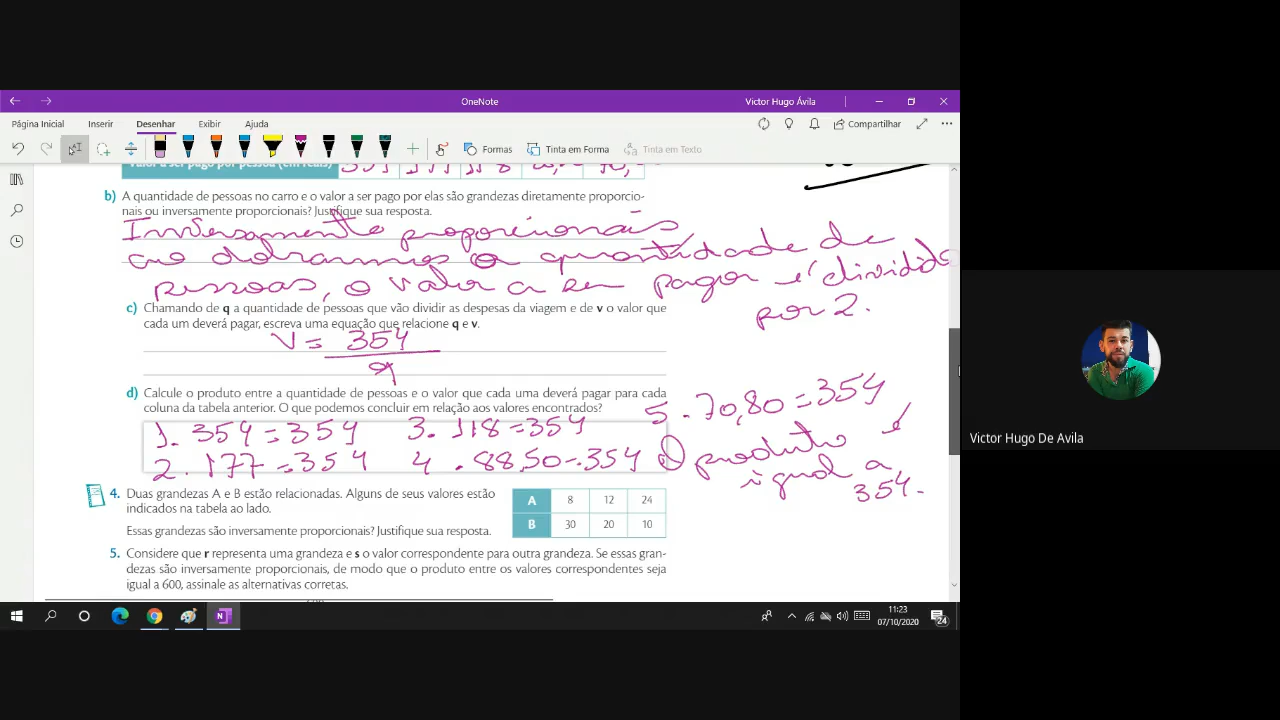 OneNote
Victor Hugo Ávila
Página Inicial Inserir Desenhar Exibir Ajuda
Compartilhar
Formas Tinta em Forma Tinta em Texto
Valor a ser pago por pessoa (em reais)
b) A quantidade de pessoas no carro e o valor a ser pago por elas são grandezas diretamente proporcio-
nais ou inversamente proporcionais? Justifique sua resposta.
Inversamente proporcionais
ao dobrarmos a quantidade de
pessoas, o valor a ser pagar é dividido
por 2.
c) Chamando de q a quantidade de pessoas que vão dividir as despesas da viagem e de v o valor que
cada um deverá pagar, escreva uma equação que relacione q e v.
V = 354
q
d) Calcule o produto entre a quantidade de pessoas e o valor que cada uma deverá pagar para cada
coluna da tabela anterior. O que podemos concluir em relação aos valores encontrados?
1. 354 = 354 3. 118 = 354 5. 70,80 = 354
2. 177 = 354 4. 88,50 = 354 O produto é
igual a
354.
4. Duas grandezas A e B estão relacionadas. Alguns de seus valores estão
indicados na tabela ao lado.
Essas grandezas são inversamente proporcionais? Justifique sua resposta.
A 8 12 24
B 30 20 10
5. Considere que r representa uma grandeza e s o valor correspondente para outra grandeza. Se essas gran-
dezas são inversamente proporcionais, de modo que o produto entre os valores correspondentes seja
igual a 600, assinale as alternativas corretas.
Victor Hugo De Avila
11:23
07/10/2020
24